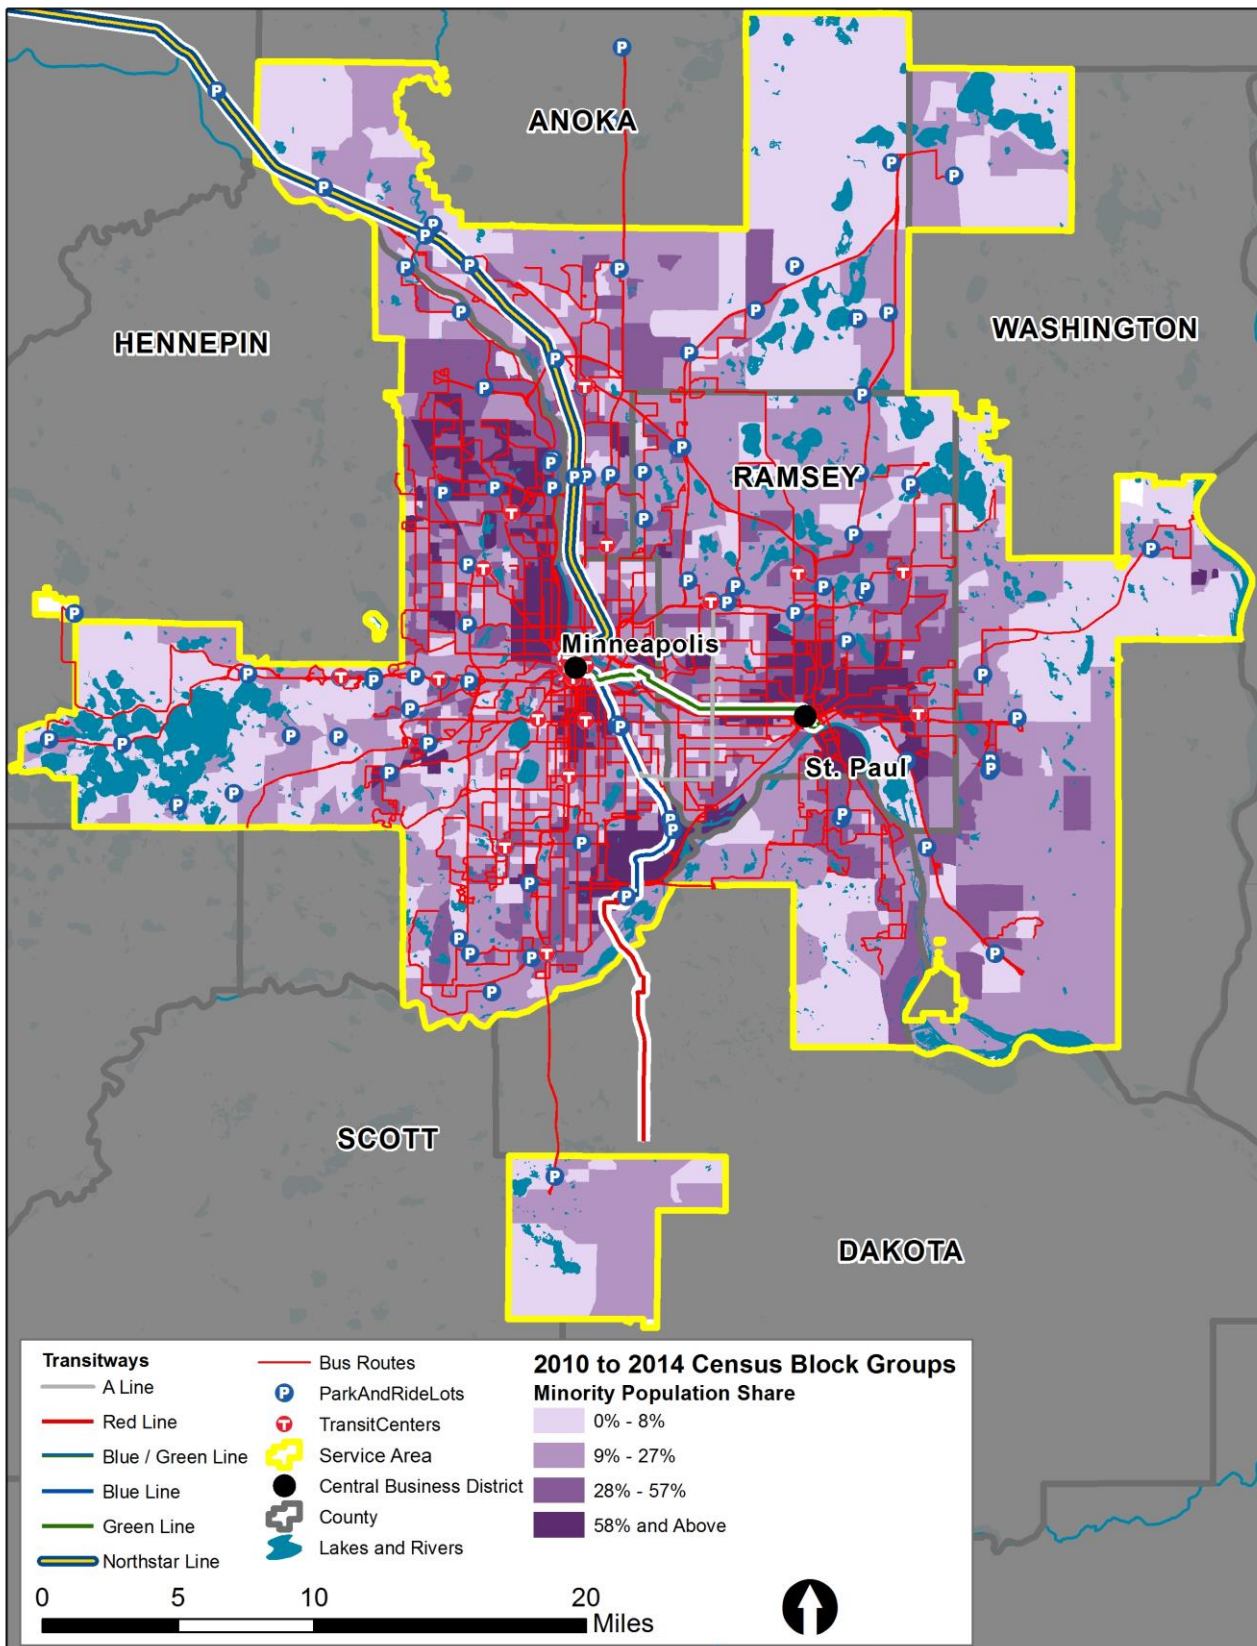 ANOKA
HENNEPIN
WASHINGTON
RAMSEY
Minneapolis
St. Paul
SCOTT
DAKOTA
Transitways
A Line
Red Line
Blue / Green Line
Blue Line
Green Line
Northstar Line
Bus Routes
P ParkAndRideLots
T TransitCenters
Service Area
Central Business District
County
Lakes and Rivers
2010 to 2014 Census Block Groups
Minority Population Share
0% - 8%
9% - 27%
28% - 57%
58% and Above
0 5 10 20
Miles